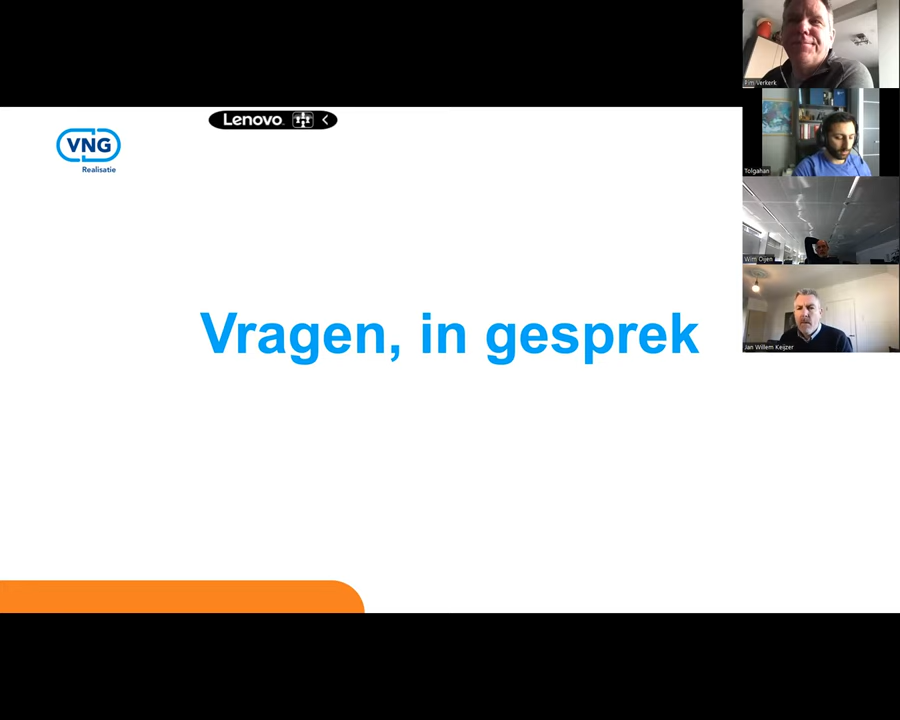 Tim Verkerk
Lenovo
VNG
Realisatie
Tolgahan
Wim Oijen
Jan Willem Keijzer
Vragen, in gesprek